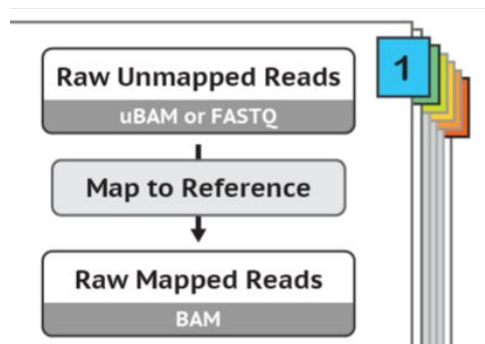 Raw Unmapped Reads
uBAM or FASTQ
1
Map to Reference
Raw Mapped Reads
BAM